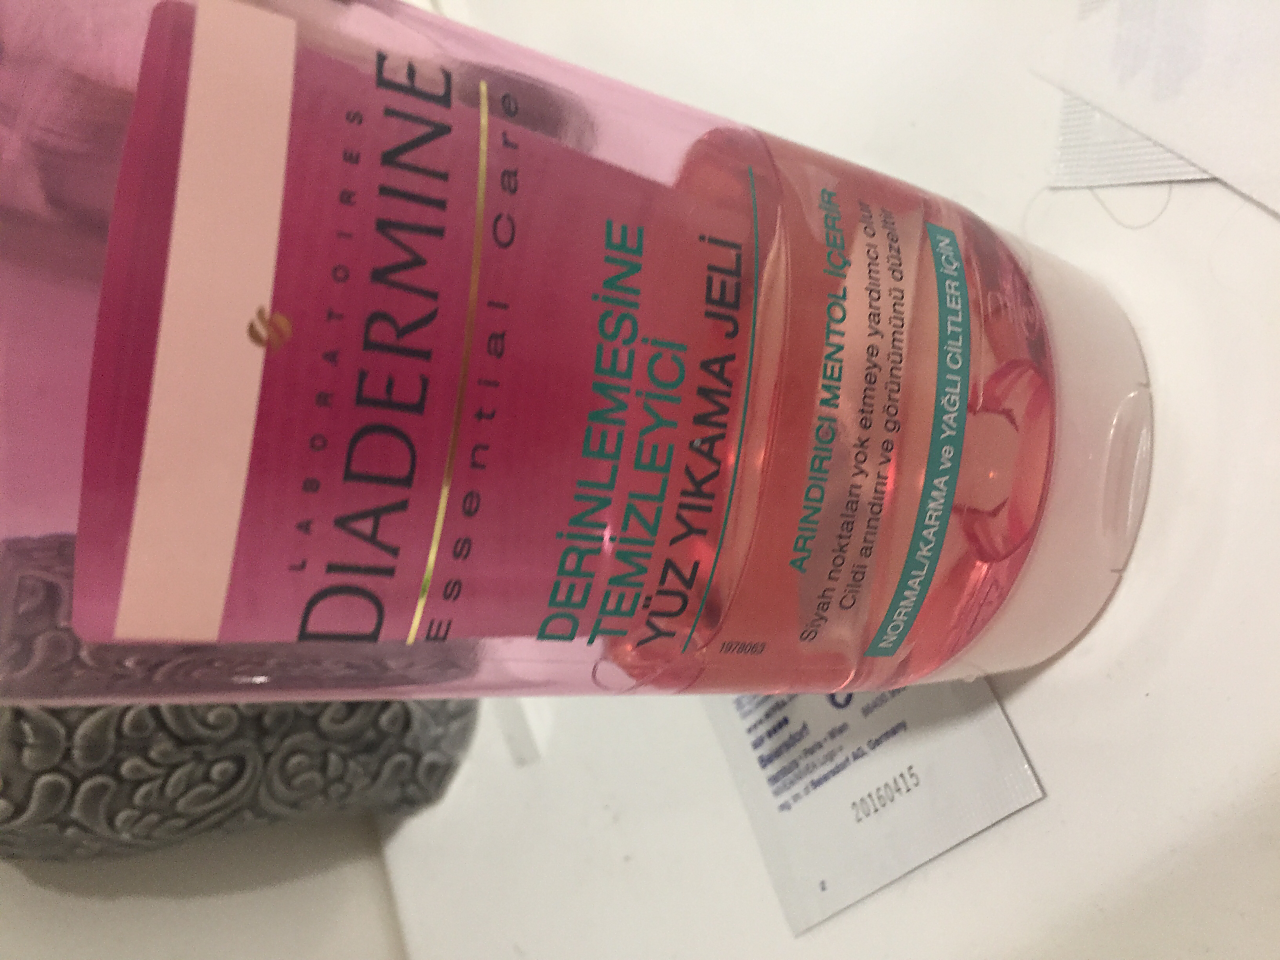 LABORATOIRES
DIADERMINE
Essential Care
DERİNLEMESİNE
TEMİZLEYİCİ
YÜZ YIKAMA JELİ
1978063
ARINDIRICI MENTOL İÇERİR
Siyah noktaları yok etmeye yardımcı olur
Cildi arındırır ve görünümünü düzeltir
NORMAL/KARMA ve YAĞLI CİLTLER İÇİN
Beiersdorf
of Beiersdorf AG, Germany
20160415